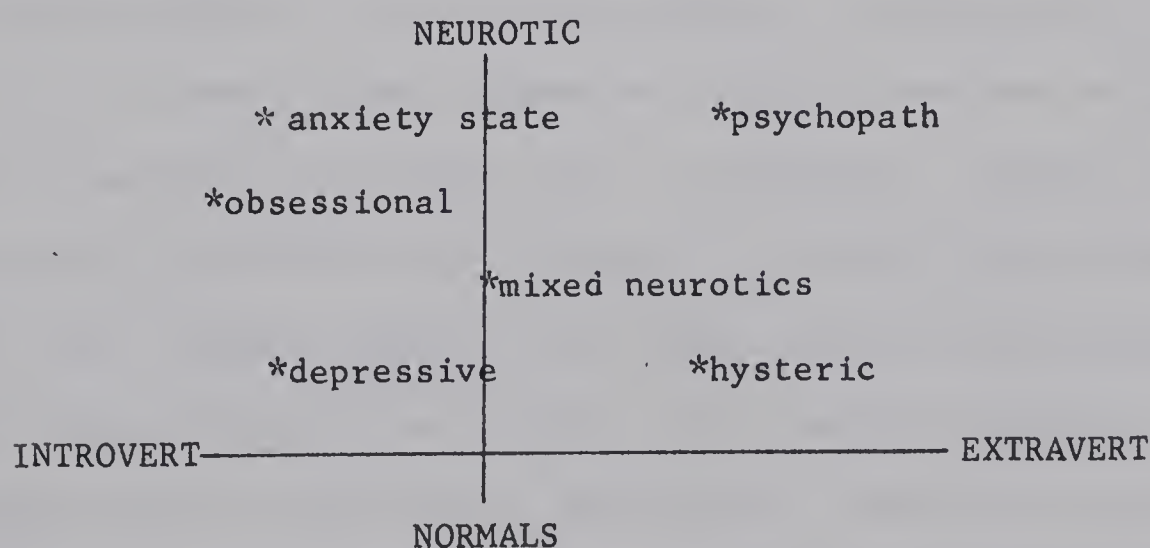 NEUROTIC
* anxiety state *psychopath
*obsessional
*mixed neurotics
*depressive *hysteric
INTROVERT EXTRAVERT
NORMALS